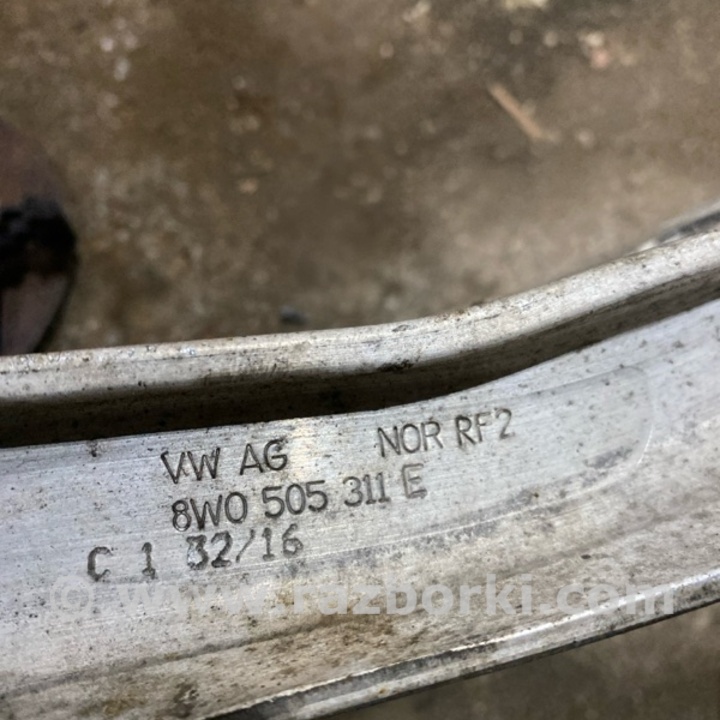 VW AG NOR RF2
8W0 505 311 E
C 1 32/16
© www.razborki.com